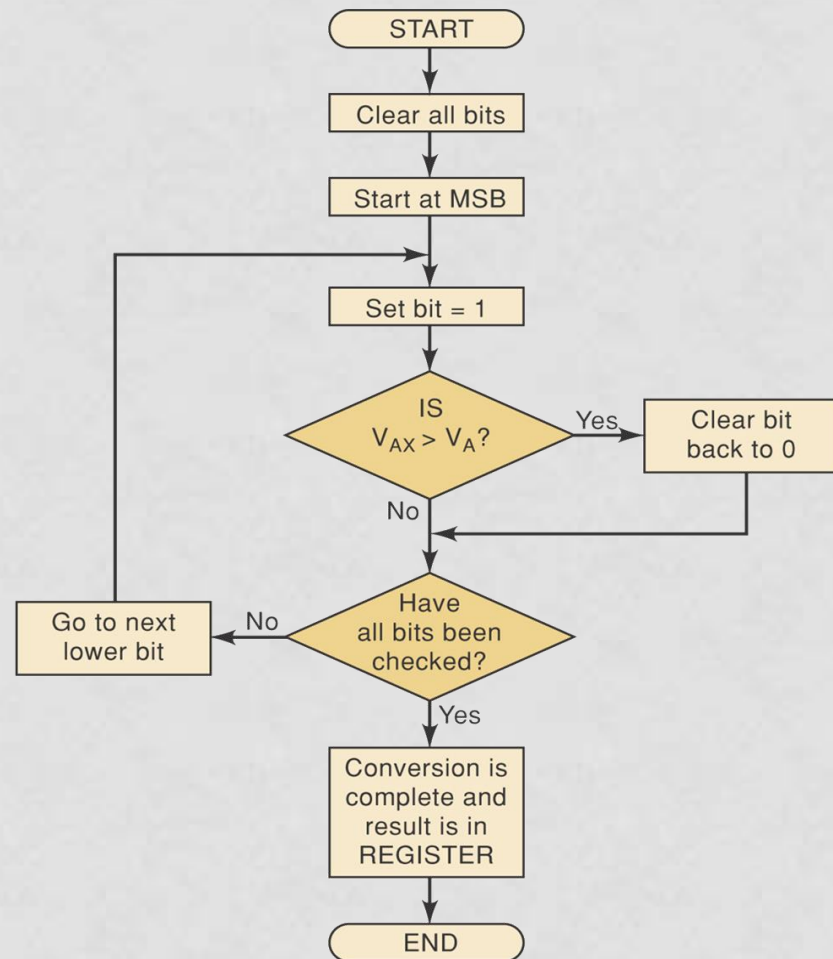 START
Clear all bits
Start at MSB
Set bit = 1
IS
V_AX > V_A?
Yes
Clear bit
back to 0
No
Have
all bits been
checked?
No
Go to next
lower bit
Yes
Conversion is
complete and
result is in
REGISTER
END